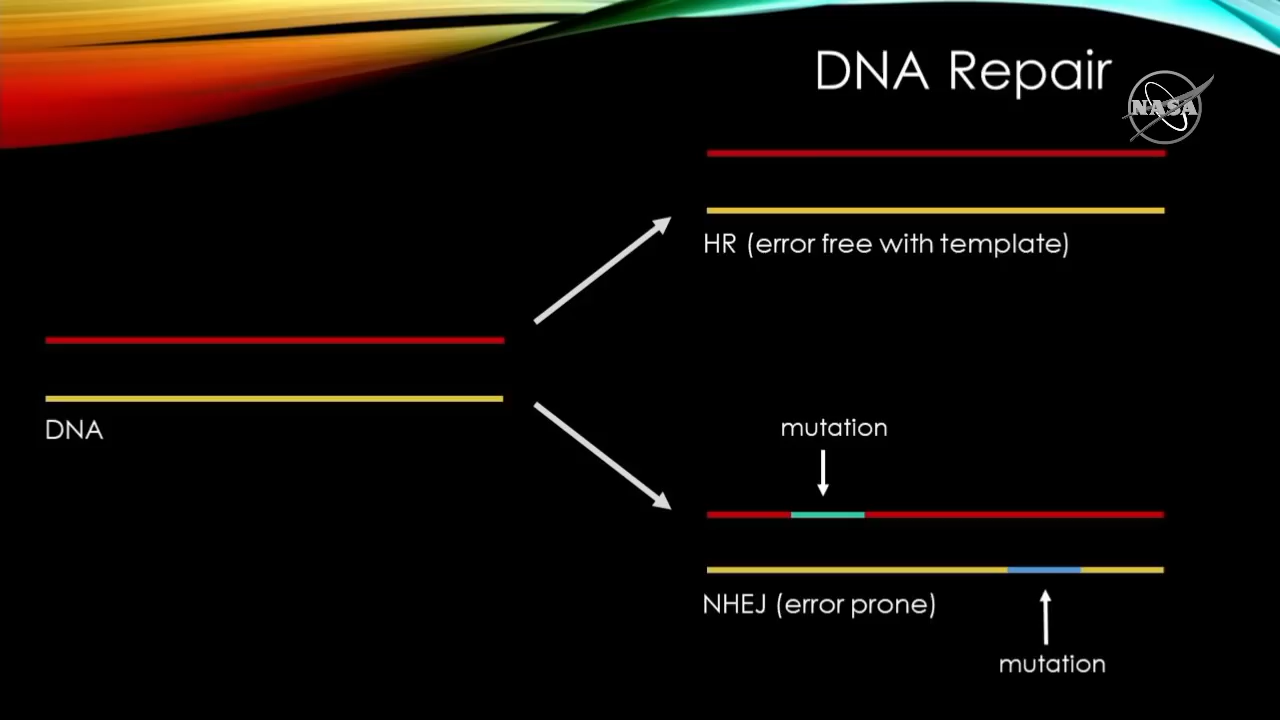 DNA Repair
NASA
HR (error free with template)
DNA
mutation
NHEJ (error prone)
mutation